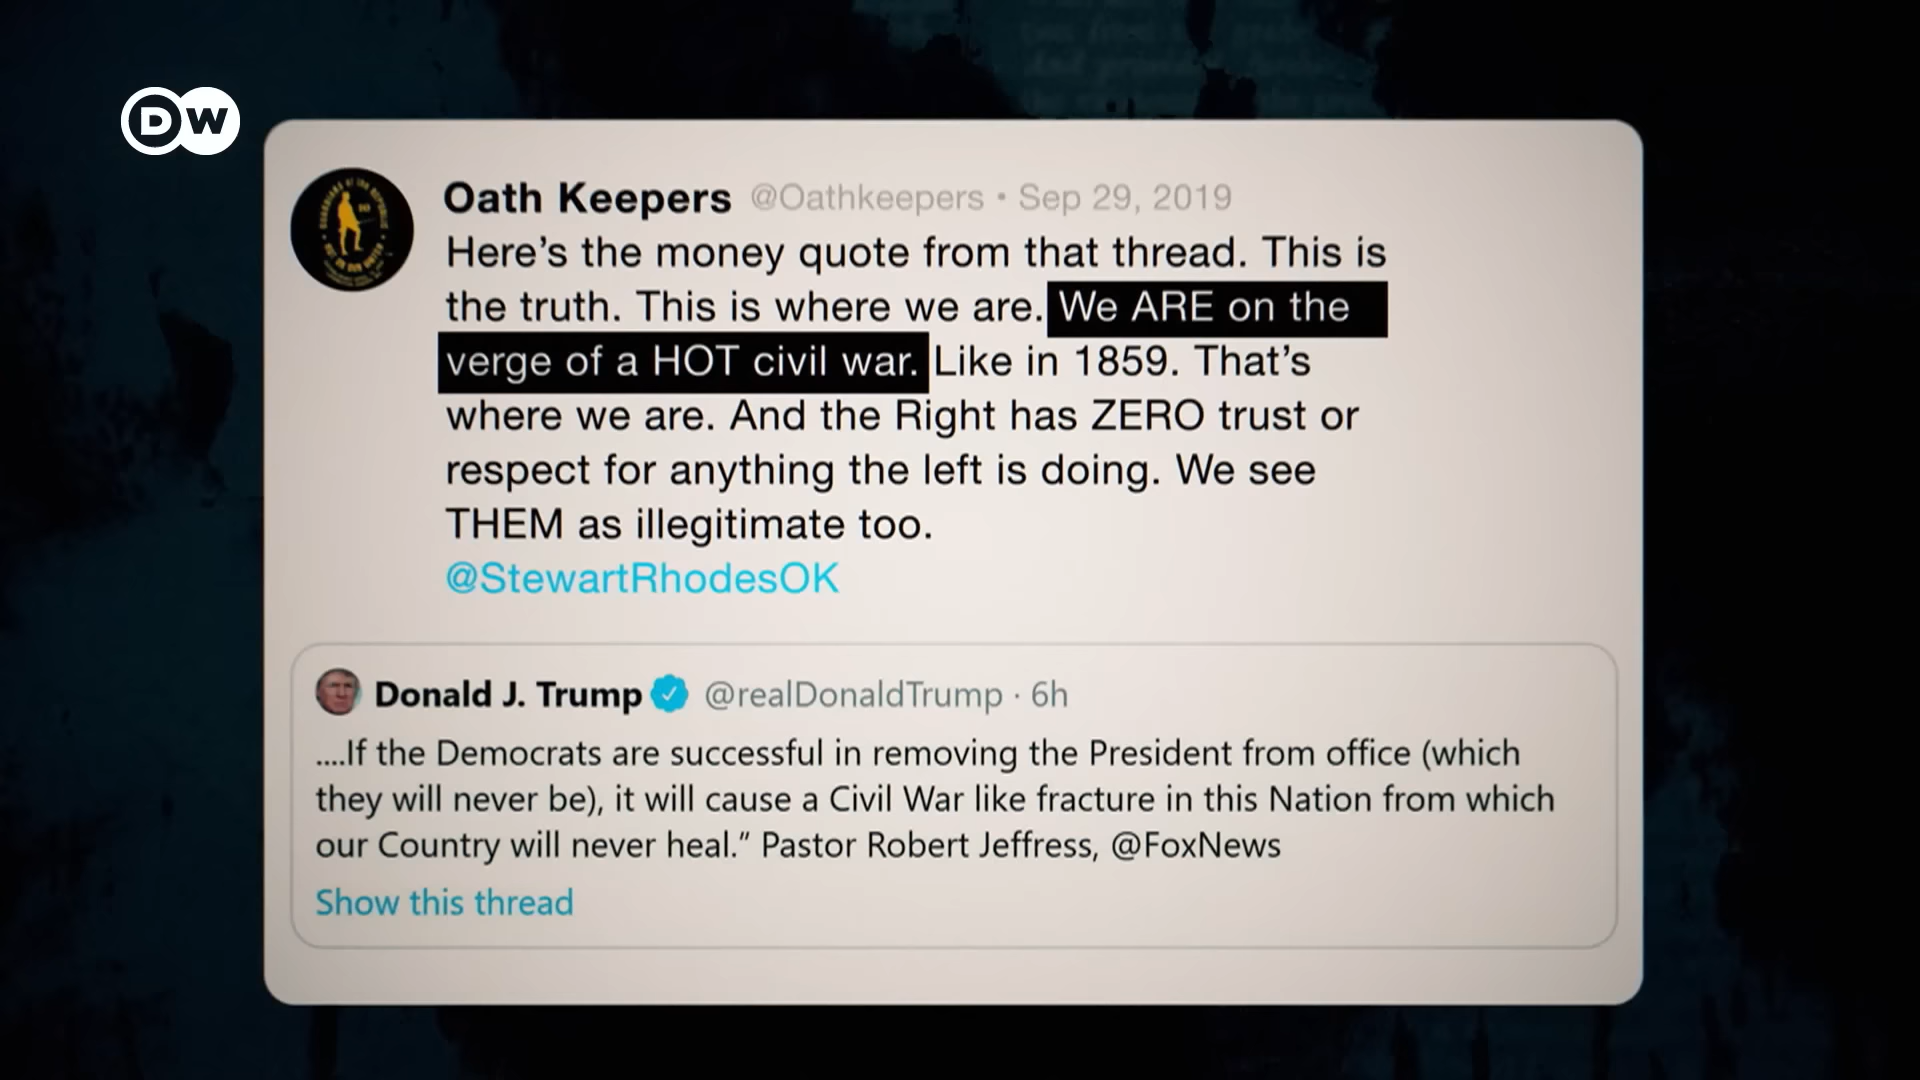 DW
Oath Keepers @Oathkeepers • Sep 29, 2019
Here’s the money quote from that thread. This is
the truth. This is where we are. We ARE on the
verge of a HOT civil war. Like in 1859. That’s
where we are. And the Right has ZERO trust or
respect for anything the left is doing. We see
THEM as illegitimate too.
@StewartRhodesOK
Donald J. Trump @realDonaldTrump · 6h
....If the Democrats are successful in removing the President from office (which
they will never be), it will cause a Civil War like fracture in this Nation from which
our Country will never heal.” Pastor Robert Jeffress, @FoxNews
Show this thread